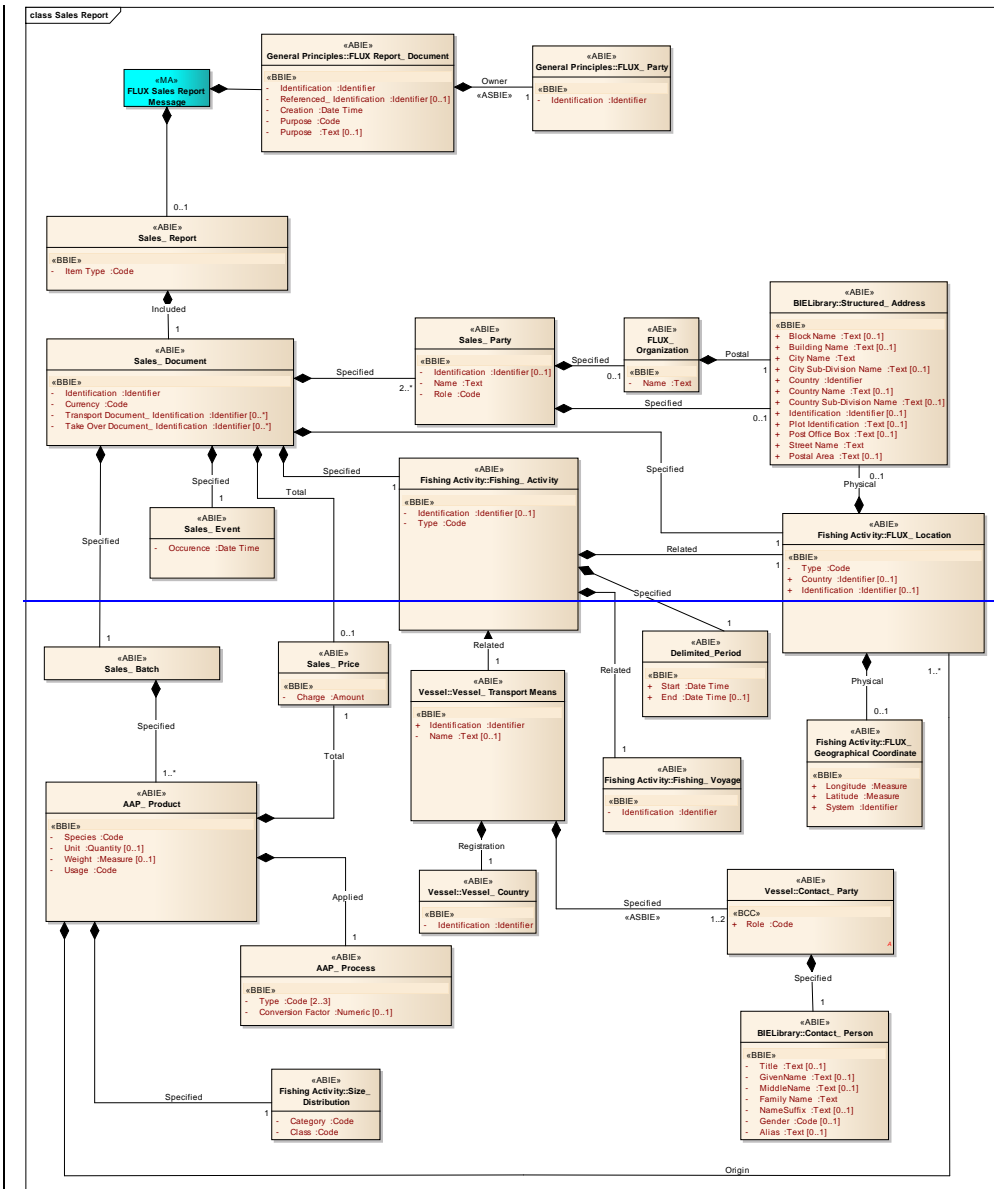 class Sales Report
«ABIE»
General Principles::FLUX Report_ Document
«BBIE»
- Identification :Identifier
- Referenced_ Identification :Identifier [0..1]
- Creation :Date Time
- Purpose :Code
- Purpose :Text [0..1]
Owner
«ASBIE»
1
«ABIE»
General Principles::FLUX_ Party
«BBIE»
- Identification :Identifier
«MA»
FLUX Sales Report
Message
0..1
«ABIE»
Sales_ Report
«BBIE»
- Item Type :Code
Included
1
«ABIE»
Sales_ Document
«BBIE»
- Identification :Identifier
- Currency :Code
- Transport Document_ Identification :Identifier [0..*]
- Take Over Document_ Identification :Identifier [0..*]
Specified
2..*
«ABIE»
Sales_ Party
«BBIE»
- Identification :Identifier [0..1]
- Name :Text
- Role :Code
Specified
0..1
«ABIE»
FLUX_
Organization
«BBIE»
- Name :Text
Postal
1
Specified
0..1
«ABIE»
BIELibrary::Structured_ Address
«BBIE»
+ Block Name :Text [0..1]
+ Building Name :Text [0..1]
+ City Name :Text
+ City Sub-Division Name :Text [0..1]
+ Country :Identifier
+ Country Name :Text [0..1]
+ Country Sub-Division Name :Text [0..1]
+ Identification :Identifier [0..1]
+ Plot Identification :Text [0..1]
+ Post Office Box :Text [0..1]
+ Street Name :Text
+ Postal Area :Text [0..1]
0..1
Physical
Specified
1
Specified
1
«ABIE»
Sales_ Event
- Occurence :Date Time
Total
0..1
Specified
1
«ABIE»
Fishing Activity::Fishing_ Activity
«BBIE»
- Identification :Identifier [0..1]
- Type :Code
Specified
1
Related
1
«ABIE»
Fishing Activity::FLUX_ Location
«BBIE»
- Type :Code
+ Country :Identifier [0..1]
+ Identification :Identifier [0..1]
Specified
1
«ABIE»
Delimited_Period
«BBIE»
+ Start :Date Time
+ End :Date Time [0..1]
Related
1
«ABIE»
Sales_ Batch
«ABIE»
Sales_ Price
«BBIE»
- Charge :Amount
1
Total
Related
1
«ABIE»
Vessel::Vessel_ Transport Means
«BBIE»
+ Identification :Identifier
- Name :Text [0..1]
1..*
Physical
0..1
«ABIE»
Fishing Activity::FLUX_
Geographical Coordinate
«BBIE»
+ Longitude :Measure
+ Latitude :Measure
+ System :Identifier
«ABIE»
Fishing Activity::Fishing_ Voyage
«BBIE»
- Identification :Identifier
Specified
1..*
«ABIE»
AAP_ Product
«BBIE»
- Species :Code
- Unit :Quantity [0..1]
- Weight :Measure [0..1]
- Usage :Code
Applied
1
«ABIE»
AAP_ Process
«BBIE»
- Type :Code [2..3]
- Conversion Factor :Numeric [0..1]
Registration
1
«ABIE»
Vessel::Vessel_ Country
«BBIE»
- Identification :Identifier
Specified
«ASBIE»
1..2
«ABIE»
Vessel::Contact_ Party
«BCC»
+ Role :Code
A
Specified
1
«ABIE»
BIELibrary::Contact_ Person
«BBIE»
- Title :Text [0..1]
- GivenName :Text [0..1]
- MiddleName :Text [0..1]
- Family Name :Text
- NameSuffix :Text [0..1]
- Gender :Code [0..1]
- Alias :Text [0..1]
Specified
1
«ABIE»
Fishing Activity::Size_
Distribution
- Category :Code
- Class :Code
Origin